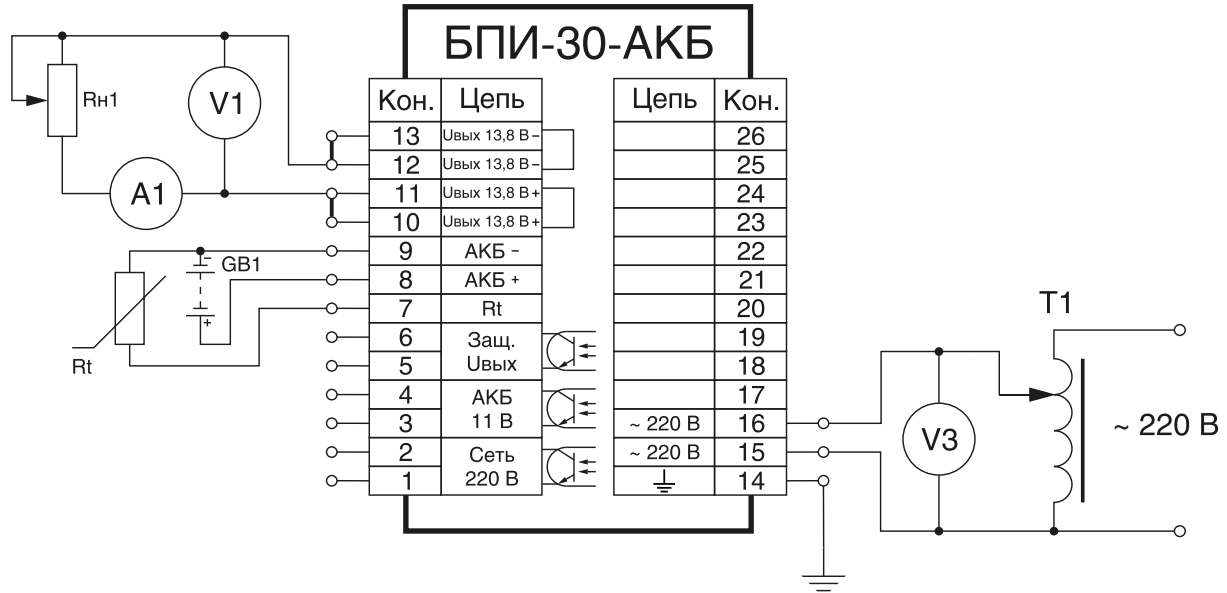 БПИ-30-АКБ
Кон. Цепь Цепь Кон.
13 Uвых 13,8 В – 26
12 Uвых 13,8 В – 25
11 Uвых 13,8 В + 24
10 Uвых 13,8 В + 23
9 АКБ – 22
8 АКБ + 21
7 Rt 20
6 Защ. 19
5 Uвых 18
4 АКБ 17
3 11 В ~ 220 В 16
2 Сеть ~ 220 В 15
1 220 В 14
Rн1
V1
A1
– GB1
+
Rt
T1
V3
~ 220 В